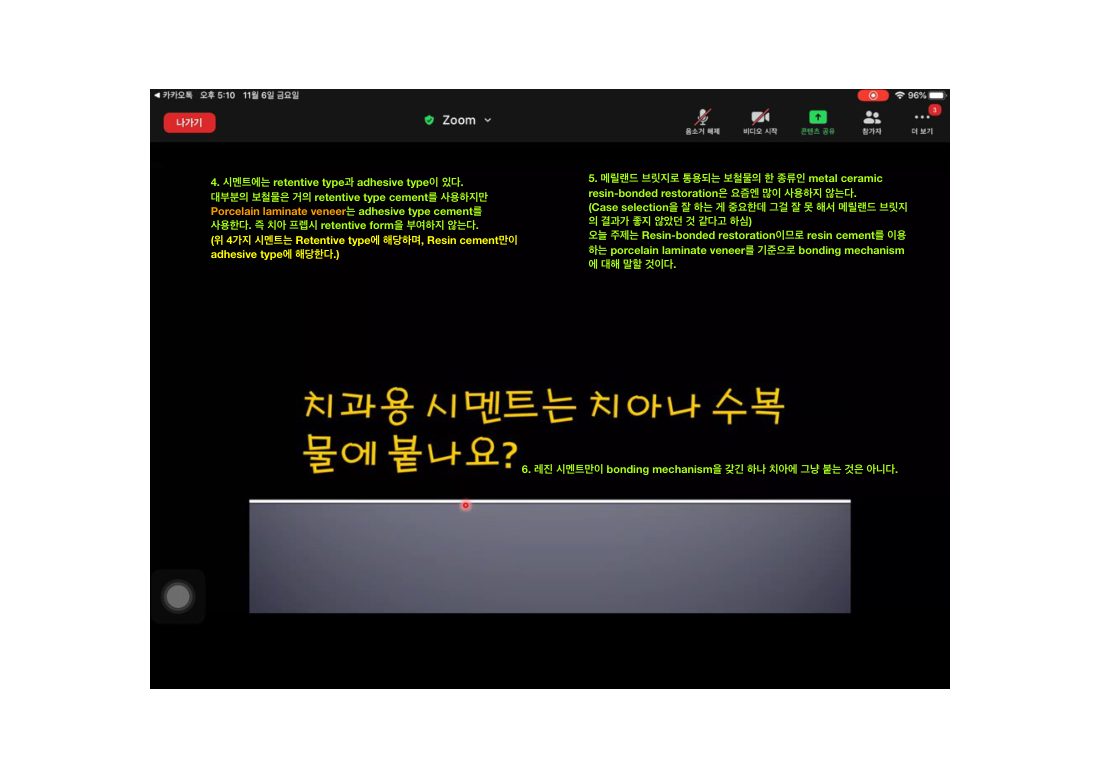 ◀ 카카오톡 오후 5:10 11월 6일 금요일
96%
나가기
Zoom
음소거 해제
비디오 시작
콘텐츠 공유
참가자
3
더 보기
4. 시멘트에는 retentive type과 adhesive type이 있다.
대부분의 보철물은 거의 retentive type cement를 사용하지만
Porcelain laminate veneer는 adhesive type cement를
사용한다. 즉 치아 프렙시 retentive form을 부여하지 않는다.
(위 4가지 시멘트는 Retentive type에 해당하며, Resin cement만이
adhesive type에 해당한다.)
5. 메릴랜드 브릿지로 통용되는 보철물의 한 종류인 metal ceramic
resin-bonded restoration은 요즘엔 많이 사용하지 않는다.
(Case selection을 잘 하는 게 중요한데 그걸 잘 못 해서 메릴랜드 브릿지
의 결과가 좋지 않았던 것 같다고 하심)
오늘 주제는 Resin-bonded restoration이므로 resin cement를 이용
하는 porcelain laminate veneer를 기준으로 bonding mechanism
에 대해 말할 것이다.
치과용 시멘트는 치아나 수복
물에 붙나요?
6. 레진 시멘트만이 bonding mechanism을 갖긴 하나 치아에 그냥 붙는 것은 아니다.